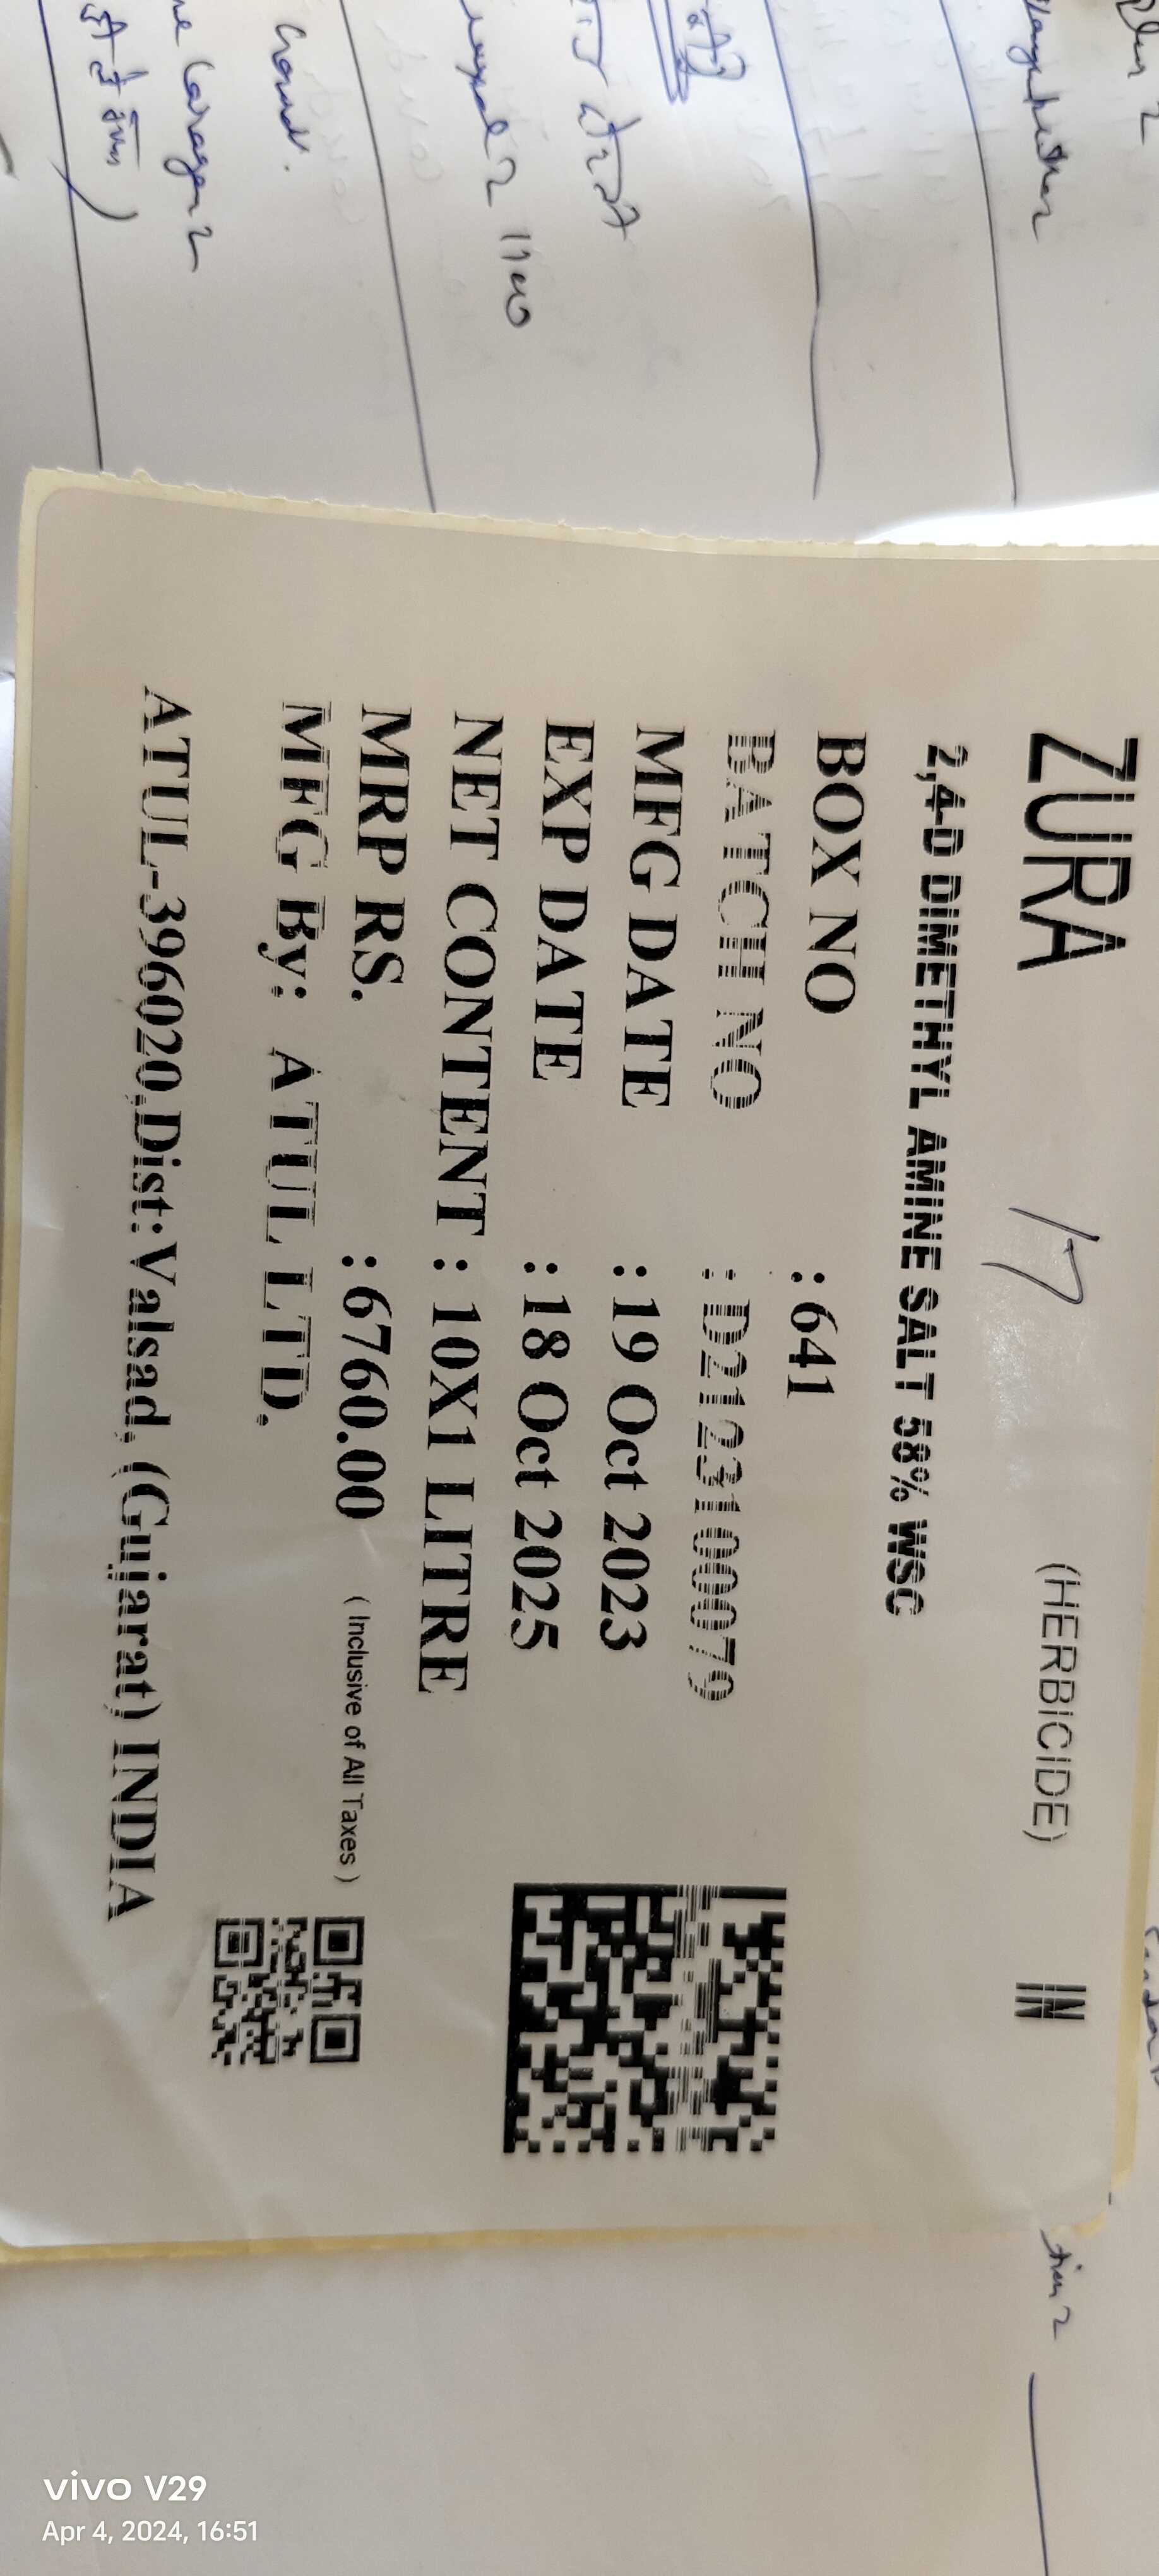 ZURA 17 (HERBICIDE) IN
2,4-D DIMETHYL AMINE SALT 58% WSC
BOX NO : 641
BATCH NO : D2123100079
MFG DATE : 19 Oct 2023
EXP DATE : 18 Oct 2025
NET CONTENT : 10X1 LITRE
MRP RS. : 6760.00 ( Inclusive of All Taxes )
MFG By: ATUL LTD.
ATUL-396020,Dist:Valsad, (Gujarat) INDIA
vivo V29
Apr 4, 2024, 16:51